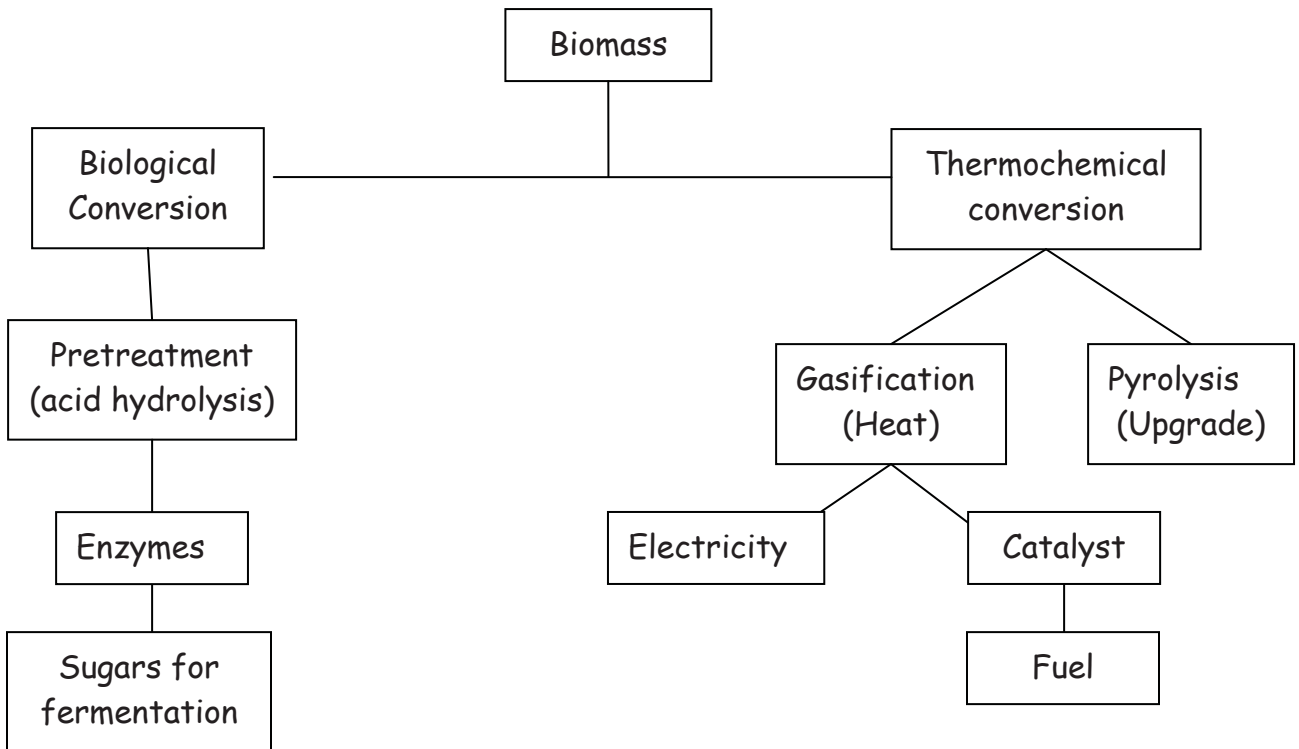 Biomass
Biological
Conversion
Thermochemical
conversion
Pretreatment
(acid hydrolysis)
Gasification
(Heat)
Pyrolysis
(Upgrade)
Enzymes
Electricity
Catalyst
Sugars for
fermentation
Fuel